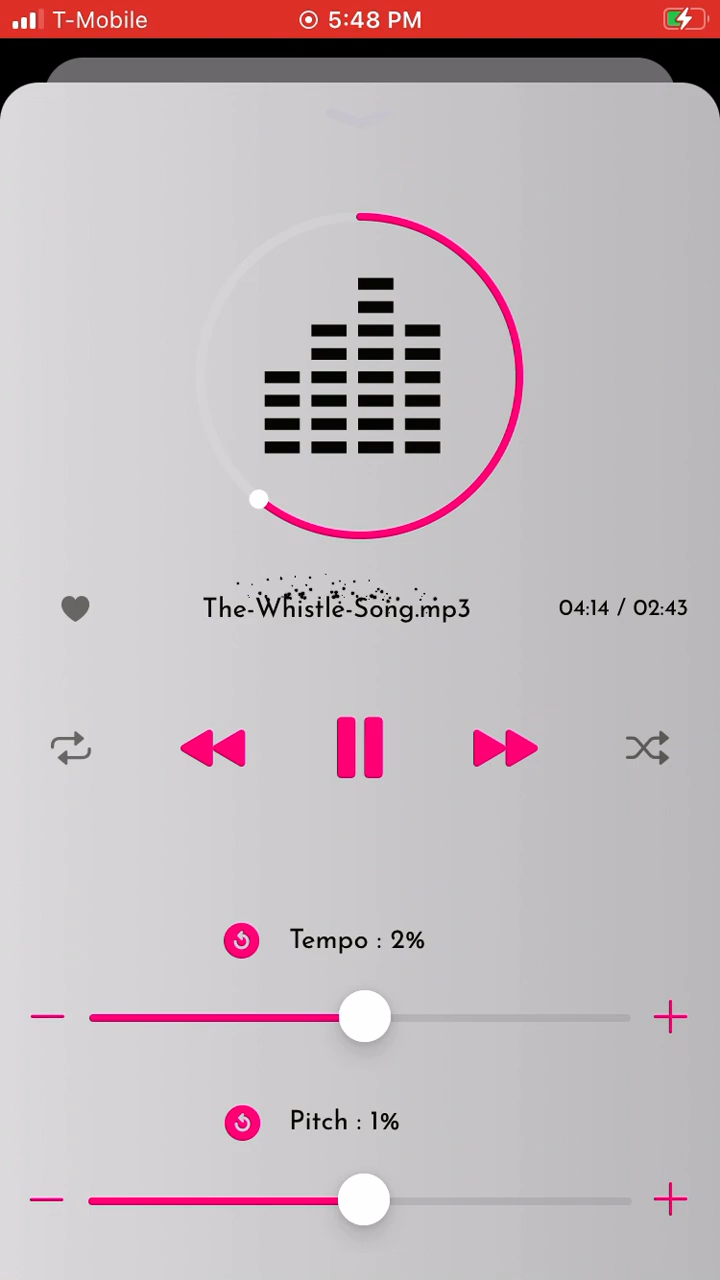 T-Mobile 5:48 PM
The-Whistle-Song.mp3 04:14 / 02:43
Tempo : 2%
Pitch : 1%